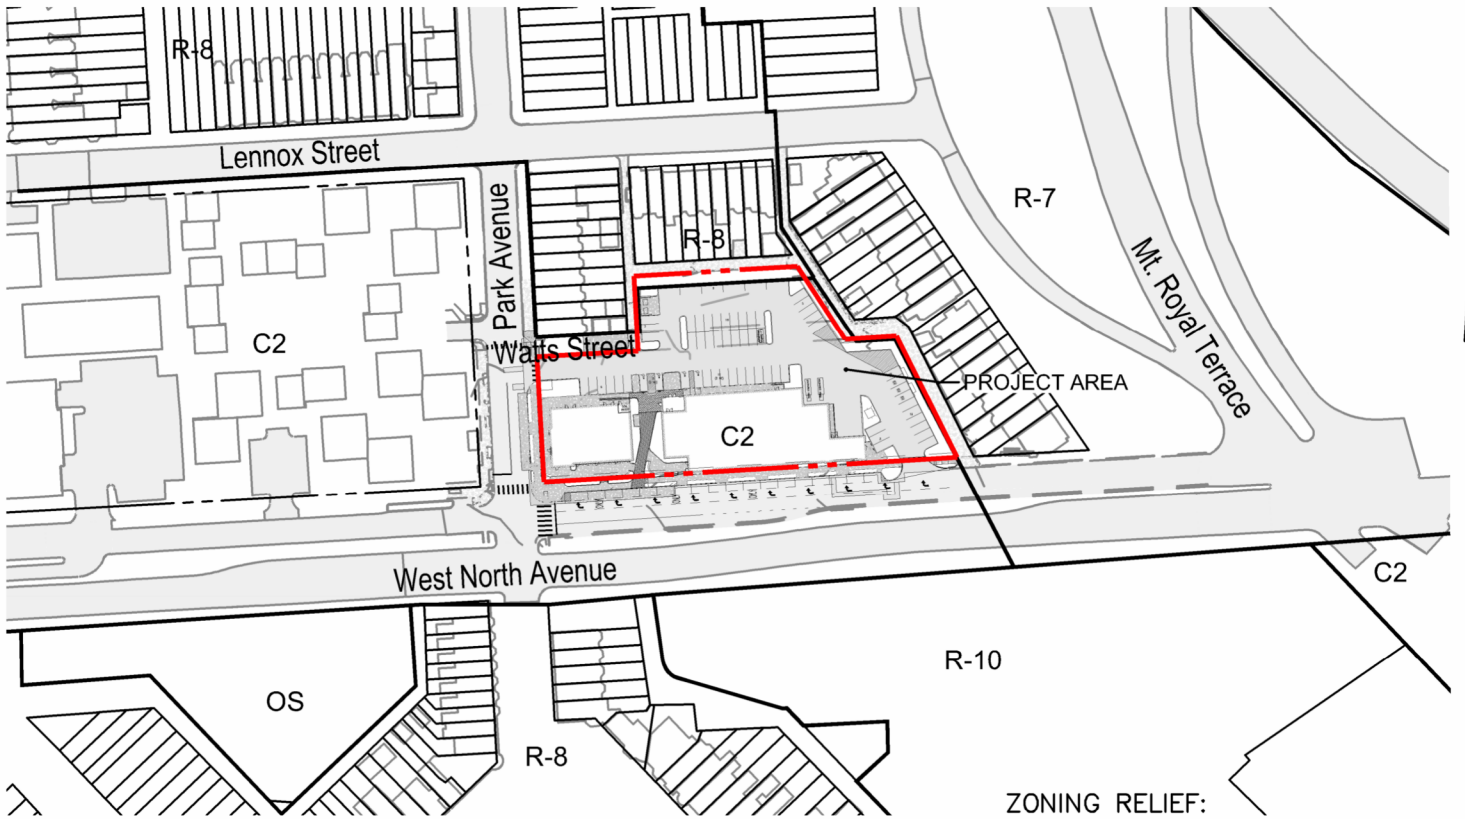 R-8
Lennox Street
R-7
Park Avenue
R-8
Mt. Royal Terrace
C2
Watts Street
PROJECT AREA
C2
West North Avenue
C2
R-10
OS
R-8
ZONING RELIEF: